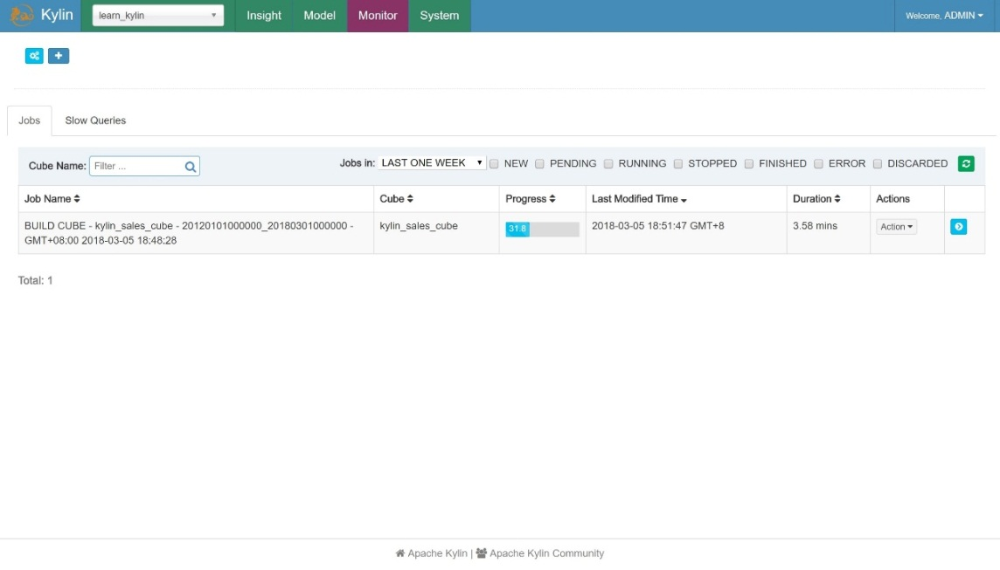 Kylin learn_kylin Insight Model Monitor System Welcome, ADMIN
Jobs Slow Queries
Cube Name: Filter ... Jobs in: LAST ONE WEEK NEW PENDING RUNNING STOPPED FINISHED ERROR DISCARDED
Job Name Cube Progress Last Modified Time Duration Actions
BUILD CUBE - kylin_sales_cube - 20120101000000_20180301000000 - kylin_sales_cube 31.8 2018-03-05 18:51:47 GMT+8 3.58 mins Action
GMT+08:00 2018-03-05 18:48:28
Total: 1
Apache Kylin | Apache Kylin Community